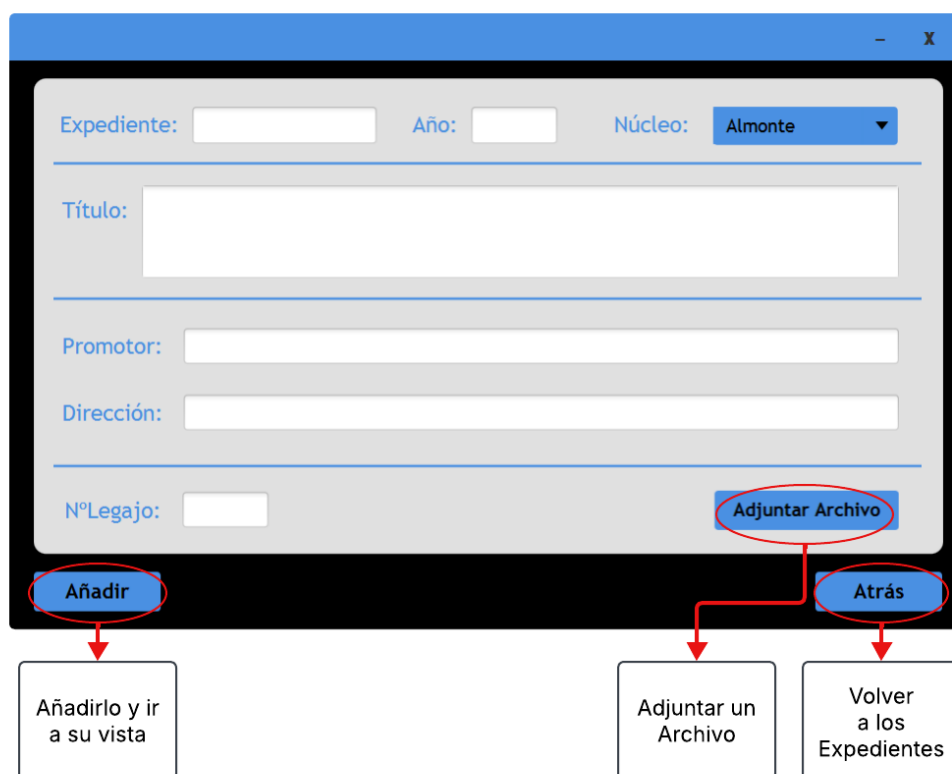 – X
Expediente: Año: Núcleo: Almonte
Título:
Promotor:
Dirección:
NºLegajo: Adjuntar Archivo
Añadir Atrás
Añadirlo y ir
a su vista
Adjuntar un
Archivo
Volver
a los
Expedientes